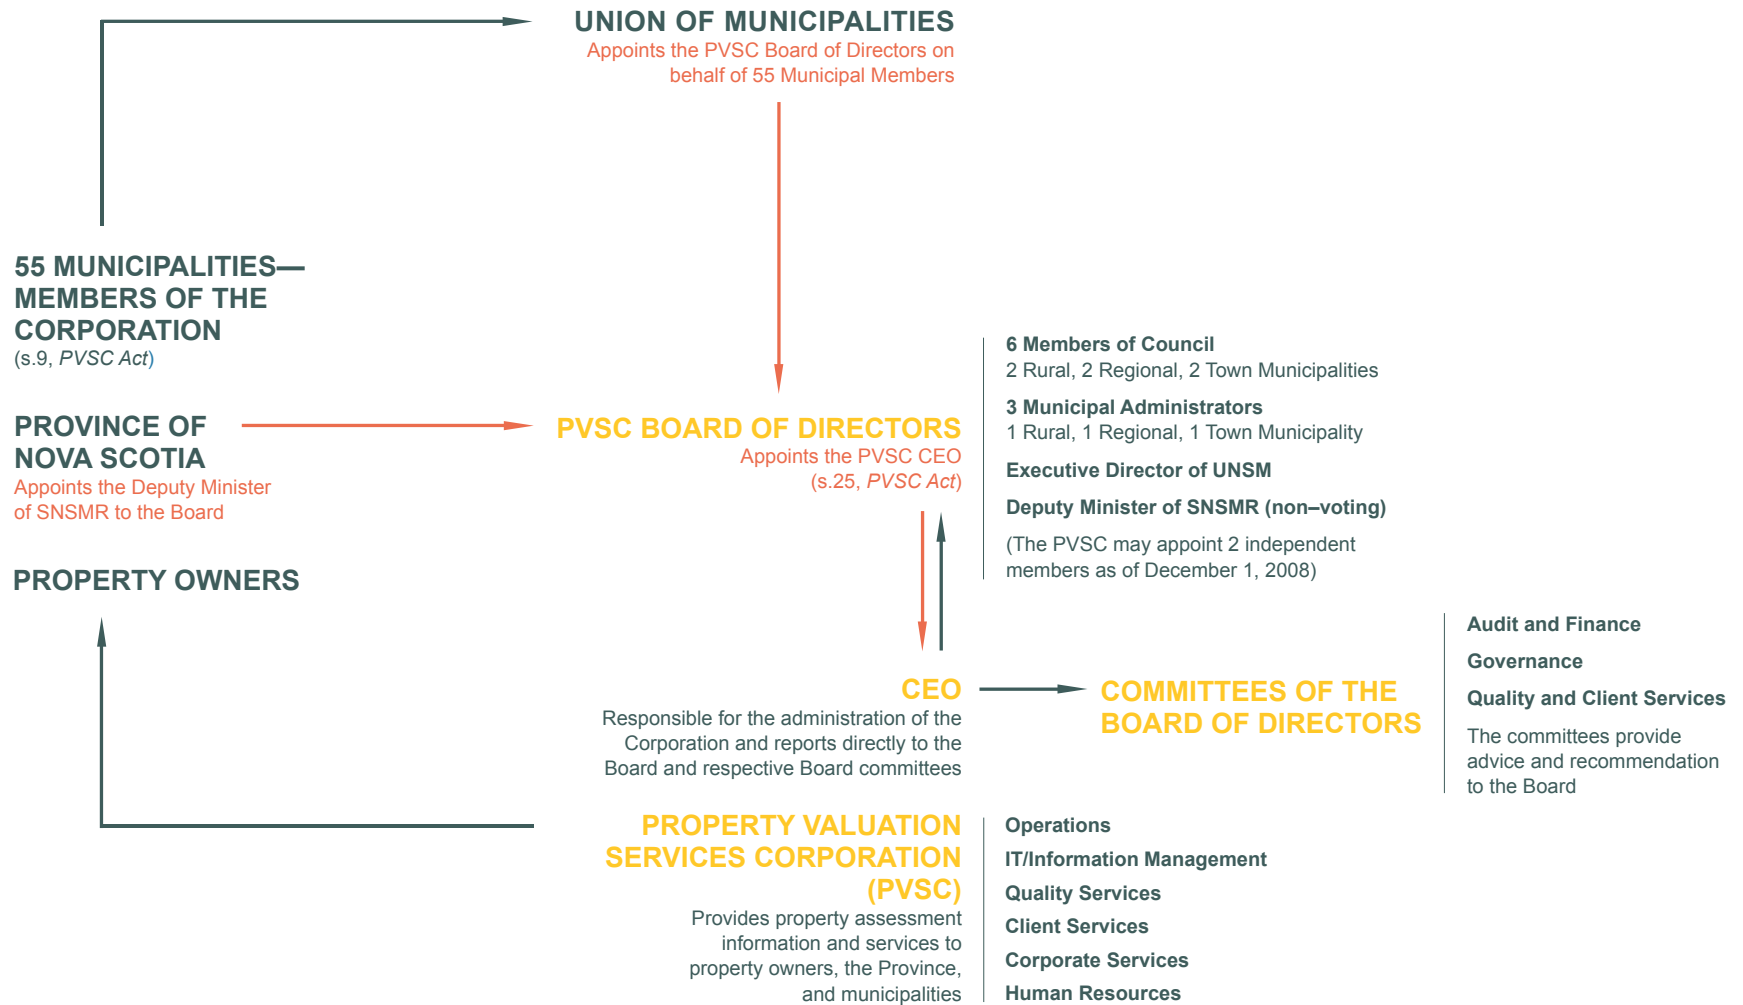 UNION OF MUNICIPALITIES
Appoints the PVSC Board of Directors on
behalf of 55 Municipal Members
55 MUNICIPALITIES—
MEMBERS OF THE
CORPORATION
(s.9, PVSC Act)
PROVINCE OF
NOVA SCOTIA
Appoints the Deputy Minister
of SNSMR to the Board
PROPERTY OWNERS
PVSC BOARD OF DIRECTORS
Appoints the PVSC CEO
(s.25, PVSC Act)
6 Members of Council
2 Rural, 2 Regional, 2 Town Municipalities
3 Municipal Administrators
1 Rural, 1 Regional, 1 Town Municipality
Executive Director of UNSM
Deputy Minister of SNSMR (non–voting)
(The PVSC may appoint 2 independent
members as of December 1, 2008)
CEO
Responsible for the administration of the
Corporation and reports directly to the
Board and respective Board committees
COMMITTEES OF THE
BOARD OF DIRECTORS
Audit and Finance
Governance
Quality and Client Services
The committees provide
advice and recommendation
to the Board
PROPERTY VALUATION
SERVICES CORPORATION
(PVSC)
Provides property assessment
information and services to
property owners, the Province,
and municipalities
Operations
IT/Information Management
Quality Services
Client Services
Corporate Services
Human Resources